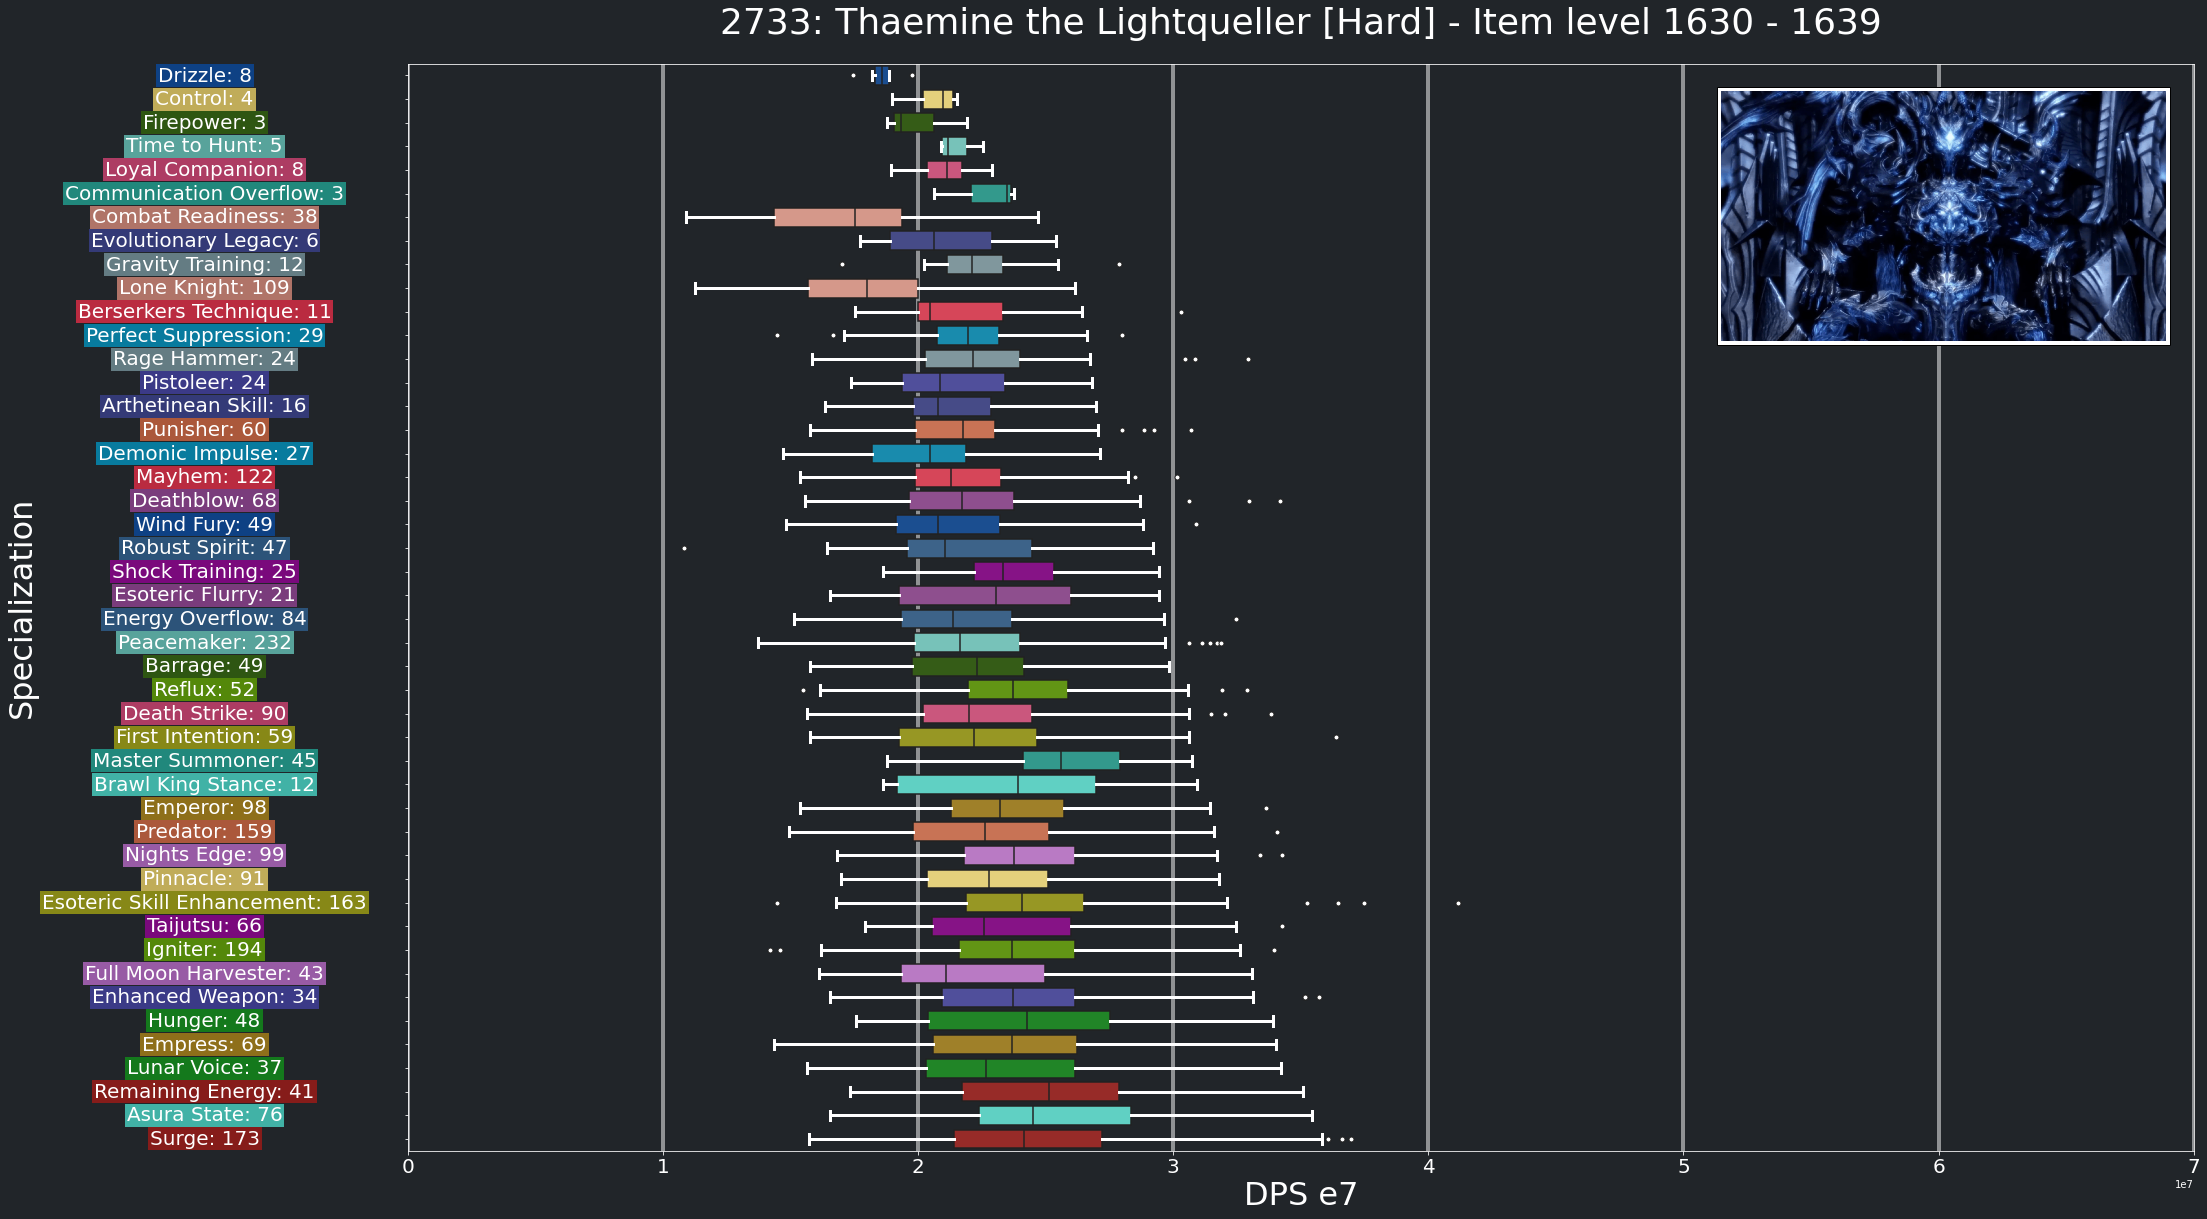 2733: Thaemine the Lightqueller [Hard] - Item level 1630 - 1639
Specialization
Drizzle: 8
Control: 4
Firepower: 3
Time to Hunt: 5
Loyal Companion: 8
Communication Overflow: 3
Combat Readiness: 38
Evolutionary Legacy: 6
Gravity Training: 12
Lone Knight: 109
Berserkers Technique: 11
Perfect Suppression: 29
Rage Hammer: 24
Pistoleer: 24
Arthetinean Skill: 16
Punisher: 60
Demonic Impulse: 27
Mayhem: 122
Deathblow: 68
Wind Fury: 49
Robust Spirit: 47
Shock Training: 25
Esoteric Flurry: 21
Energy Overflow: 84
Peacemaker: 232
Barrage: 49
Reflux: 52
Death Strike: 90
First Intention: 59
Master Summoner: 45
Brawl King Stance: 12
Emperor: 98
Predator: 159
Nights Edge: 99
Pinnacle: 91
Esoteric Skill Enhancement: 163
Taijutsu: 66
Igniter: 194
Full Moon Harvester: 43
Enhanced Weapon: 34
Hunger: 48
Empress: 69
Lunar Voice: 37
Remaining Energy: 41
Asura State: 76
Surge: 173
0 1 2 3 4 5 6 7
DPS e7
1e7